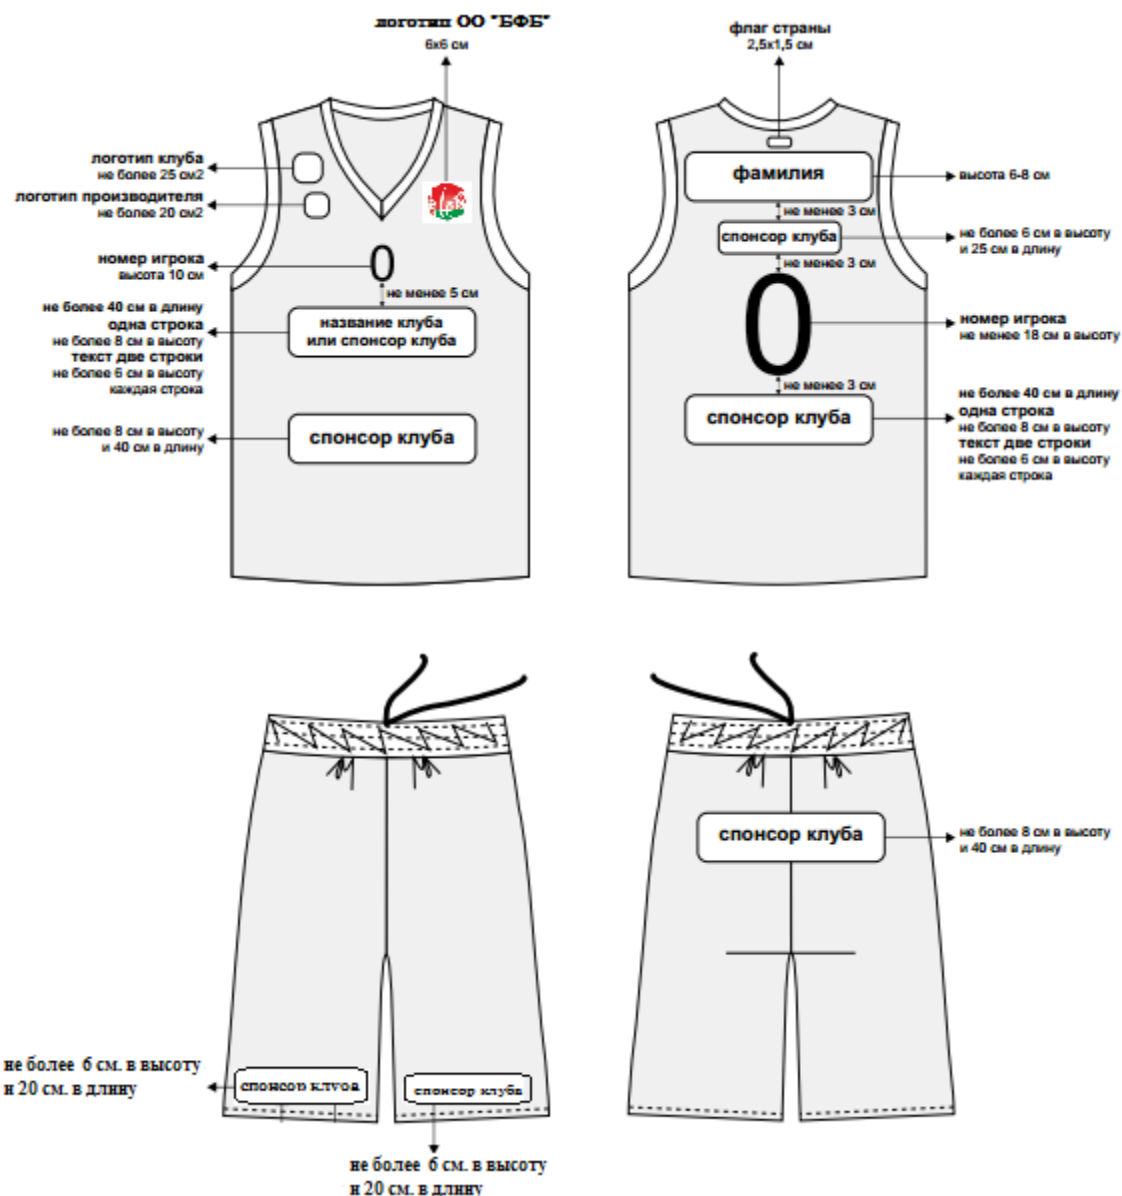 логотип ОО "БФБ"
6х6 см
логотип клуба
не более 25 см2
логотип производителя
не более 20 см2
номер игрока
высота 10 см
0
не менее 5 см
не более 40 см в длину
одна строка
не более 8 см в высоту
текст две строки
не более 6 см в высоту
каждая строка
название клуба
или спонсор клуба
не более 8 см в высоту
и 40 см в длину
спонсор клуба
флаг страны
2,5х1,5 см
фамилия
высота 6-8 см
не менее 3 см
спонсор клуба
не более 6 см в высоту
и 25 см в длину
не менее 3 см
0
номер игрока
не менее 18 см в высоту
не менее 3 см
спонсор клуба
не более 40 см в длину
одна строка
не более 8 см в высоту
текст две строки
не более 6 см в высоту
каждая строка
спонсор клуба
не более 8 см в высоту
и 40 см в длину
не более 6 см. в высоту
и 20 см. в длину
спонсор клуба
спонсор клуба
не более 6 см. в высоту
и 20 см. в длину